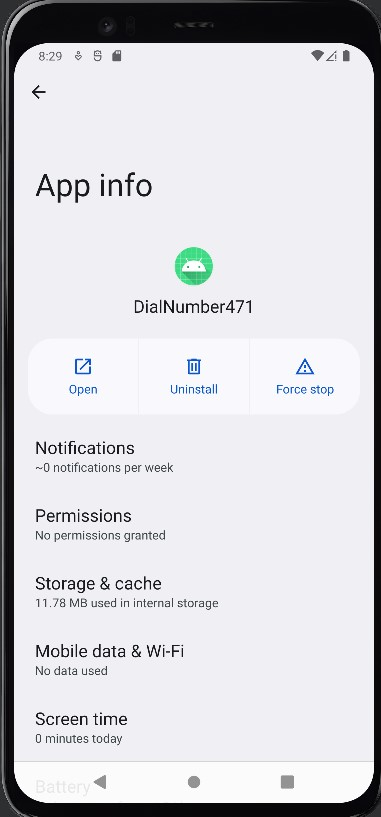 8:29
App info
DialNumber471
Open
Uninstall
Force stop
Notifications
~0 notifications per week
Permissions
No permissions granted
Storage & cache
11.78 MB used in internal storage
Mobile data & Wi-Fi
No data used
Screen time
0 minutes today
Battery